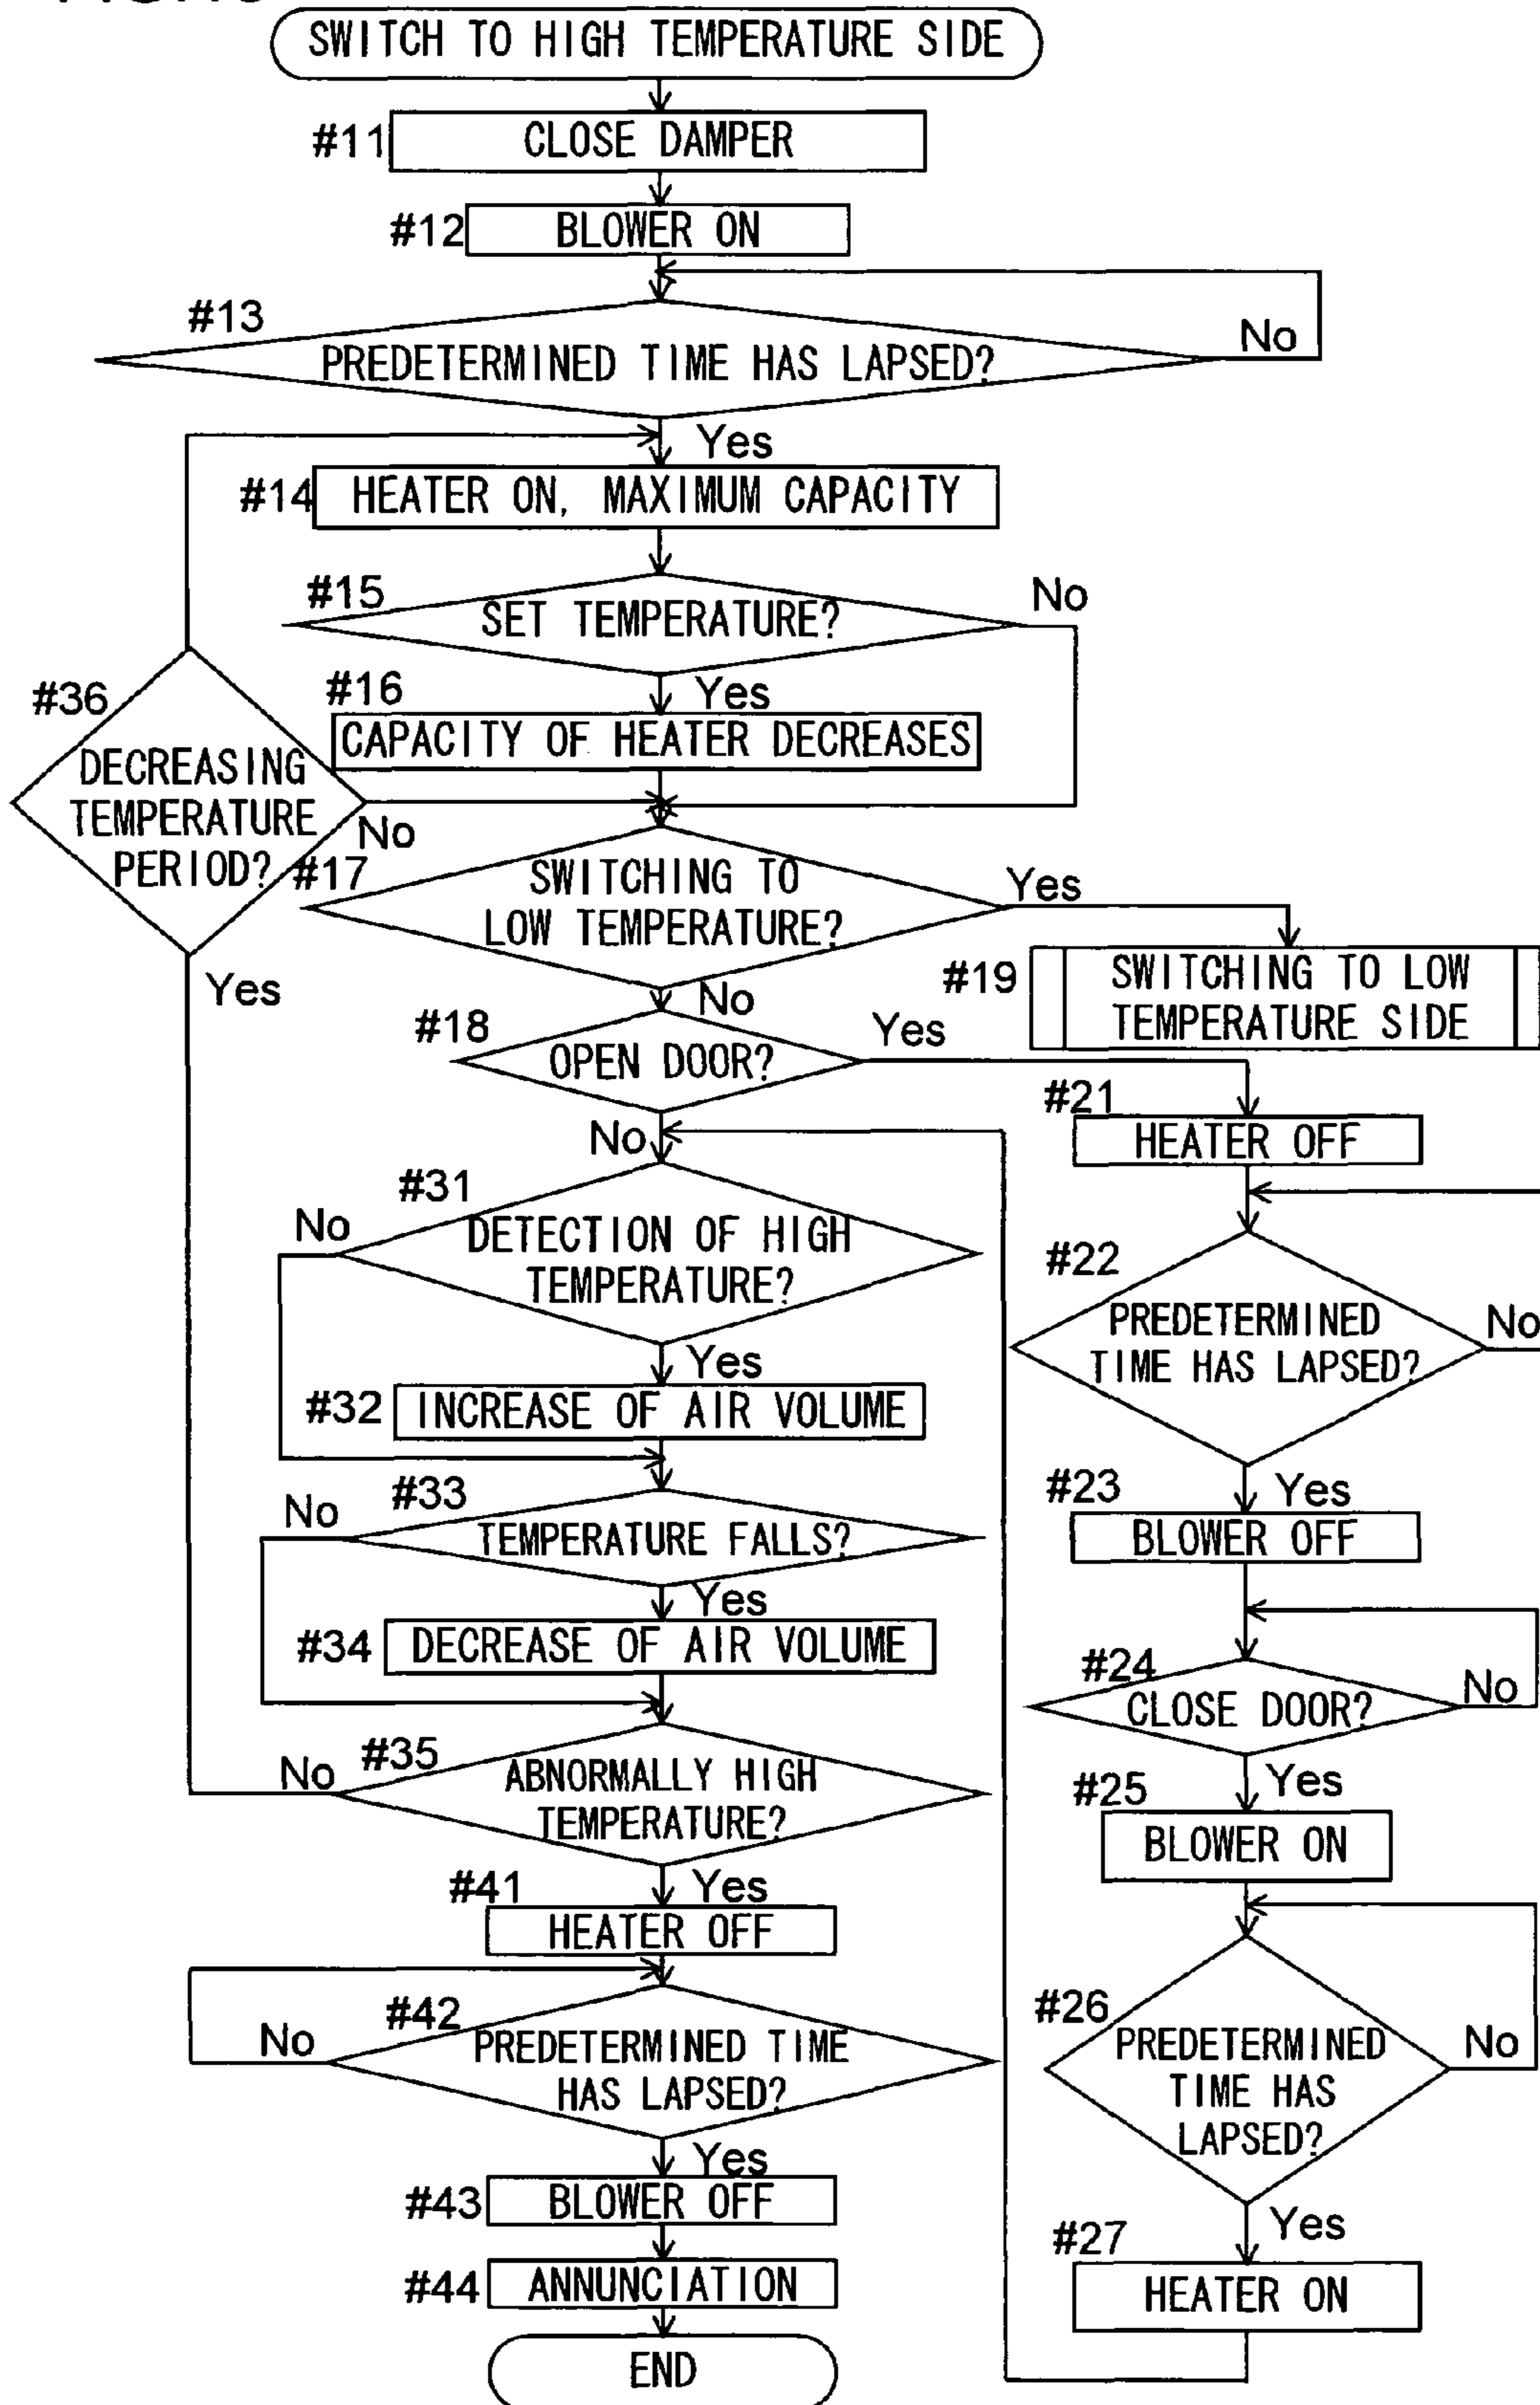 SWITCH TO HIGH TEMPERATURE SIDE
#11
CLOSE DAMPER
#12
BLOWER ON
#13
PREDETERMINED TIME HAS LAPSED?
No
Yes
#14
HEATER ON, MAXIMUM CAPACITY
#15
SET TEMPERATURE?
No
#16
Yes
CAPACITY OF HEATER DECREASES
#36
DECREASING
TEMPERATURE
PERIOD?
No
Yes
#17
SWITCHING TO
LOW TEMPERATURE?
Yes
No
#19
SWITCHING TO LOW
TEMPERATURE SIDE
#18
OPEN DOOR?
Yes
No
#21
HEATER OFF
#22
PREDETERMINED
TIME HAS LAPSED?
No
Yes
#23
BLOWER OFF
#24
CLOSE DOOR?
No
Yes
#25
BLOWER ON
#26
PREDETERMINED
TIME HAS
LAPSED?
No
Yes
#27
HEATER ON
#31
DETECTION OF HIGH
TEMPERATURE?
No
Yes
#32
INCREASE OF AIR VOLUME
#33
TEMPERATURE FALLS?
No
Yes
#34
DECREASE OF AIR VOLUME
#35
ABNORMALLY HIGH
TEMPERATURE?
No
Yes
#41
HEATER OFF
#42
PREDETERMINED TIME
HAS LAPSED?
No
Yes
#43
BLOWER OFF
#44
ANNUNCIATION
END